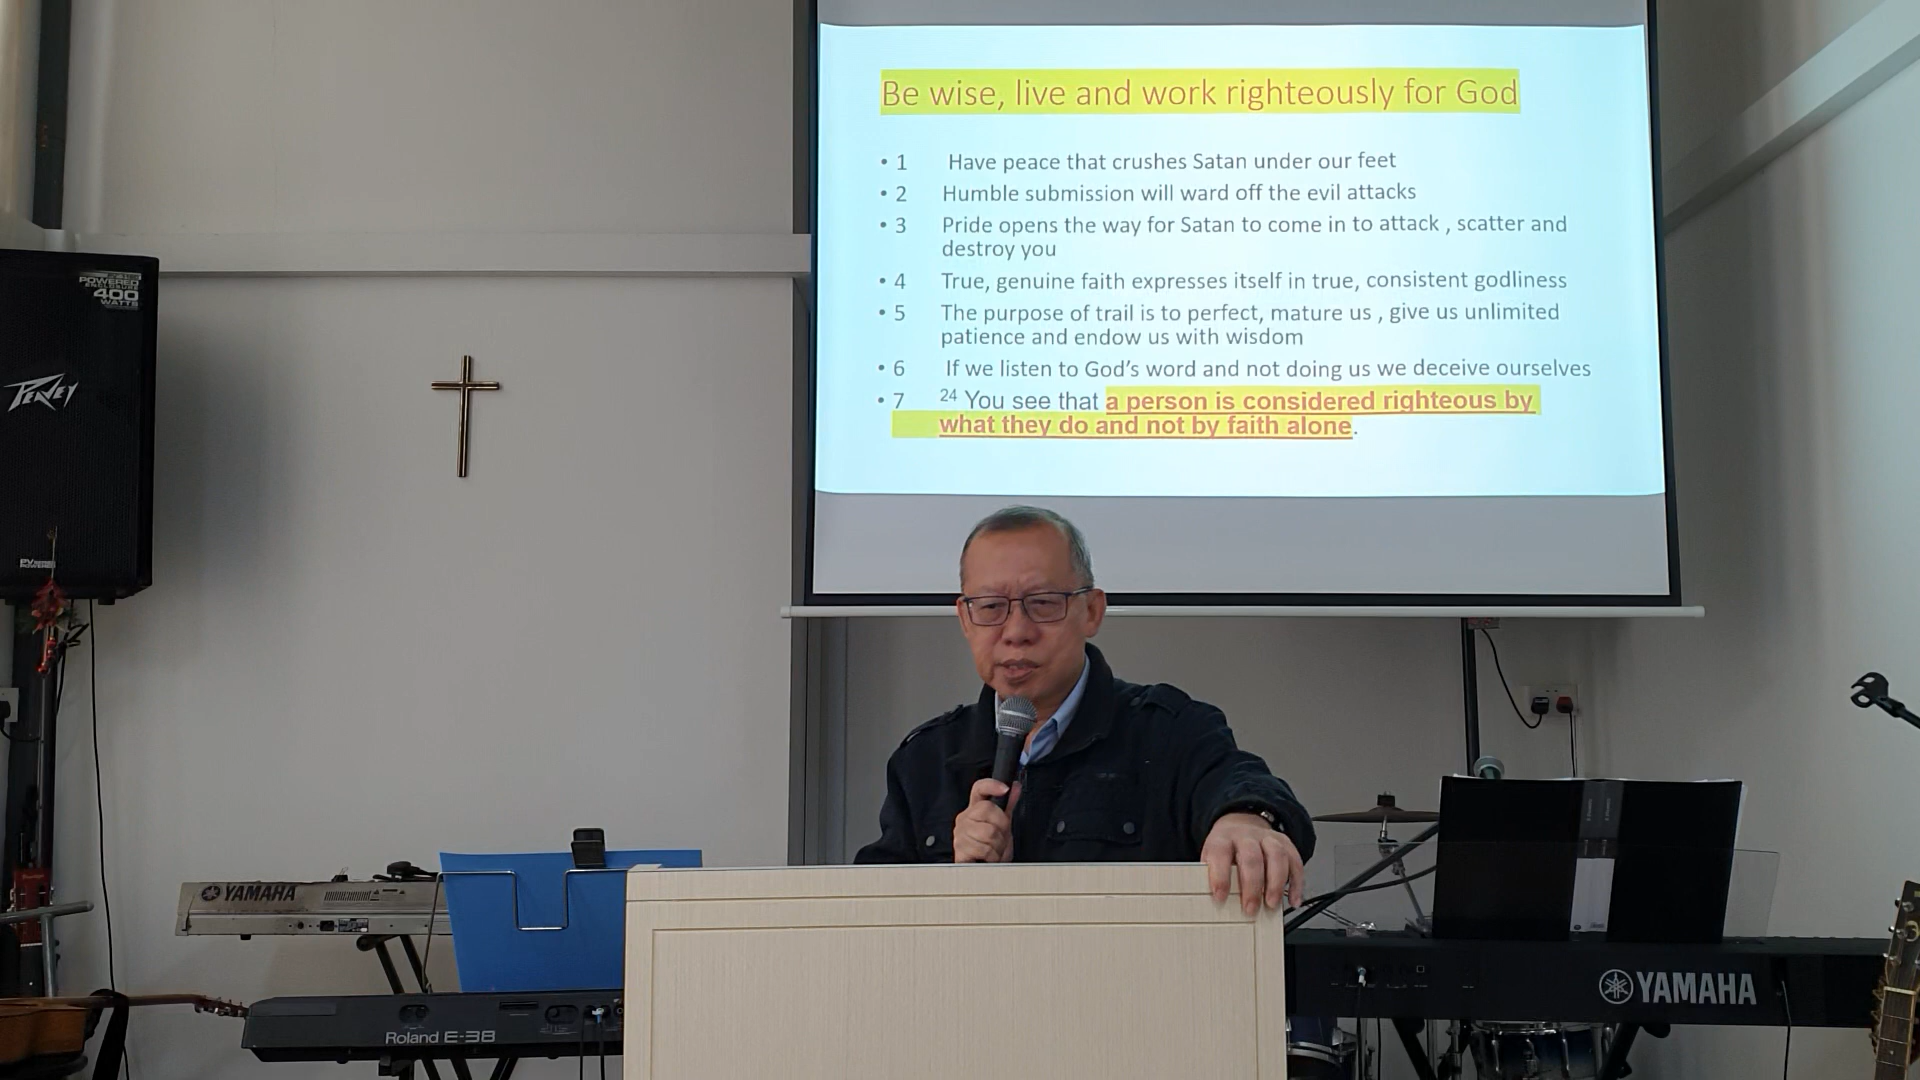 Be wise, live and work righteously for God
• 1 Have peace that crushes Satan under our feet
• 2 Humble submission will ward off the evil attacks
• 3 Pride opens the way for Satan to come in to attack , scatter and
destroy you
• 4 True, genuine faith expresses itself in true, consistent godliness
• 5 The purpose of trail is to perfect, mature us , give us unlimited
patience and endow us with wisdom
• 6 If we listen to God's word and not doing us we deceive ourselves
• 7 24 You see that a person is considered righteous by
what they do and not by faith alone.
POWERED
ENCLOSURE
400
WATTS
PEAVEY
YAMAHA
Roland E-38
YAMAHA